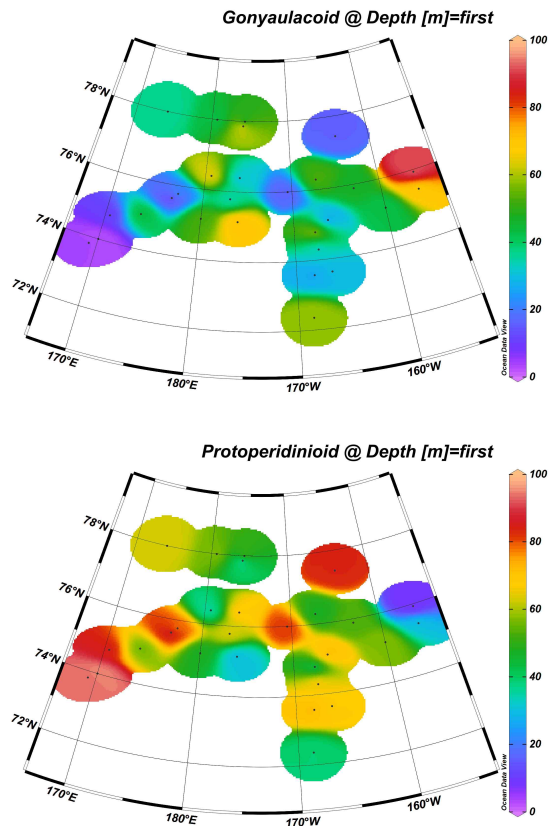 Gonyaulacoid @ Depth [m]=first
100
78°N
80
76°N
60
74°N
40
72°N
20
0
Ocean Data View
170°E
180°E
170°W
160°W
Protoperidinioid @ Depth [m]=first
100
78°N
80
76°N
60
74°N
40
72°N
20
0
Ocean Data View
170°E
180°E
170°W
160°W